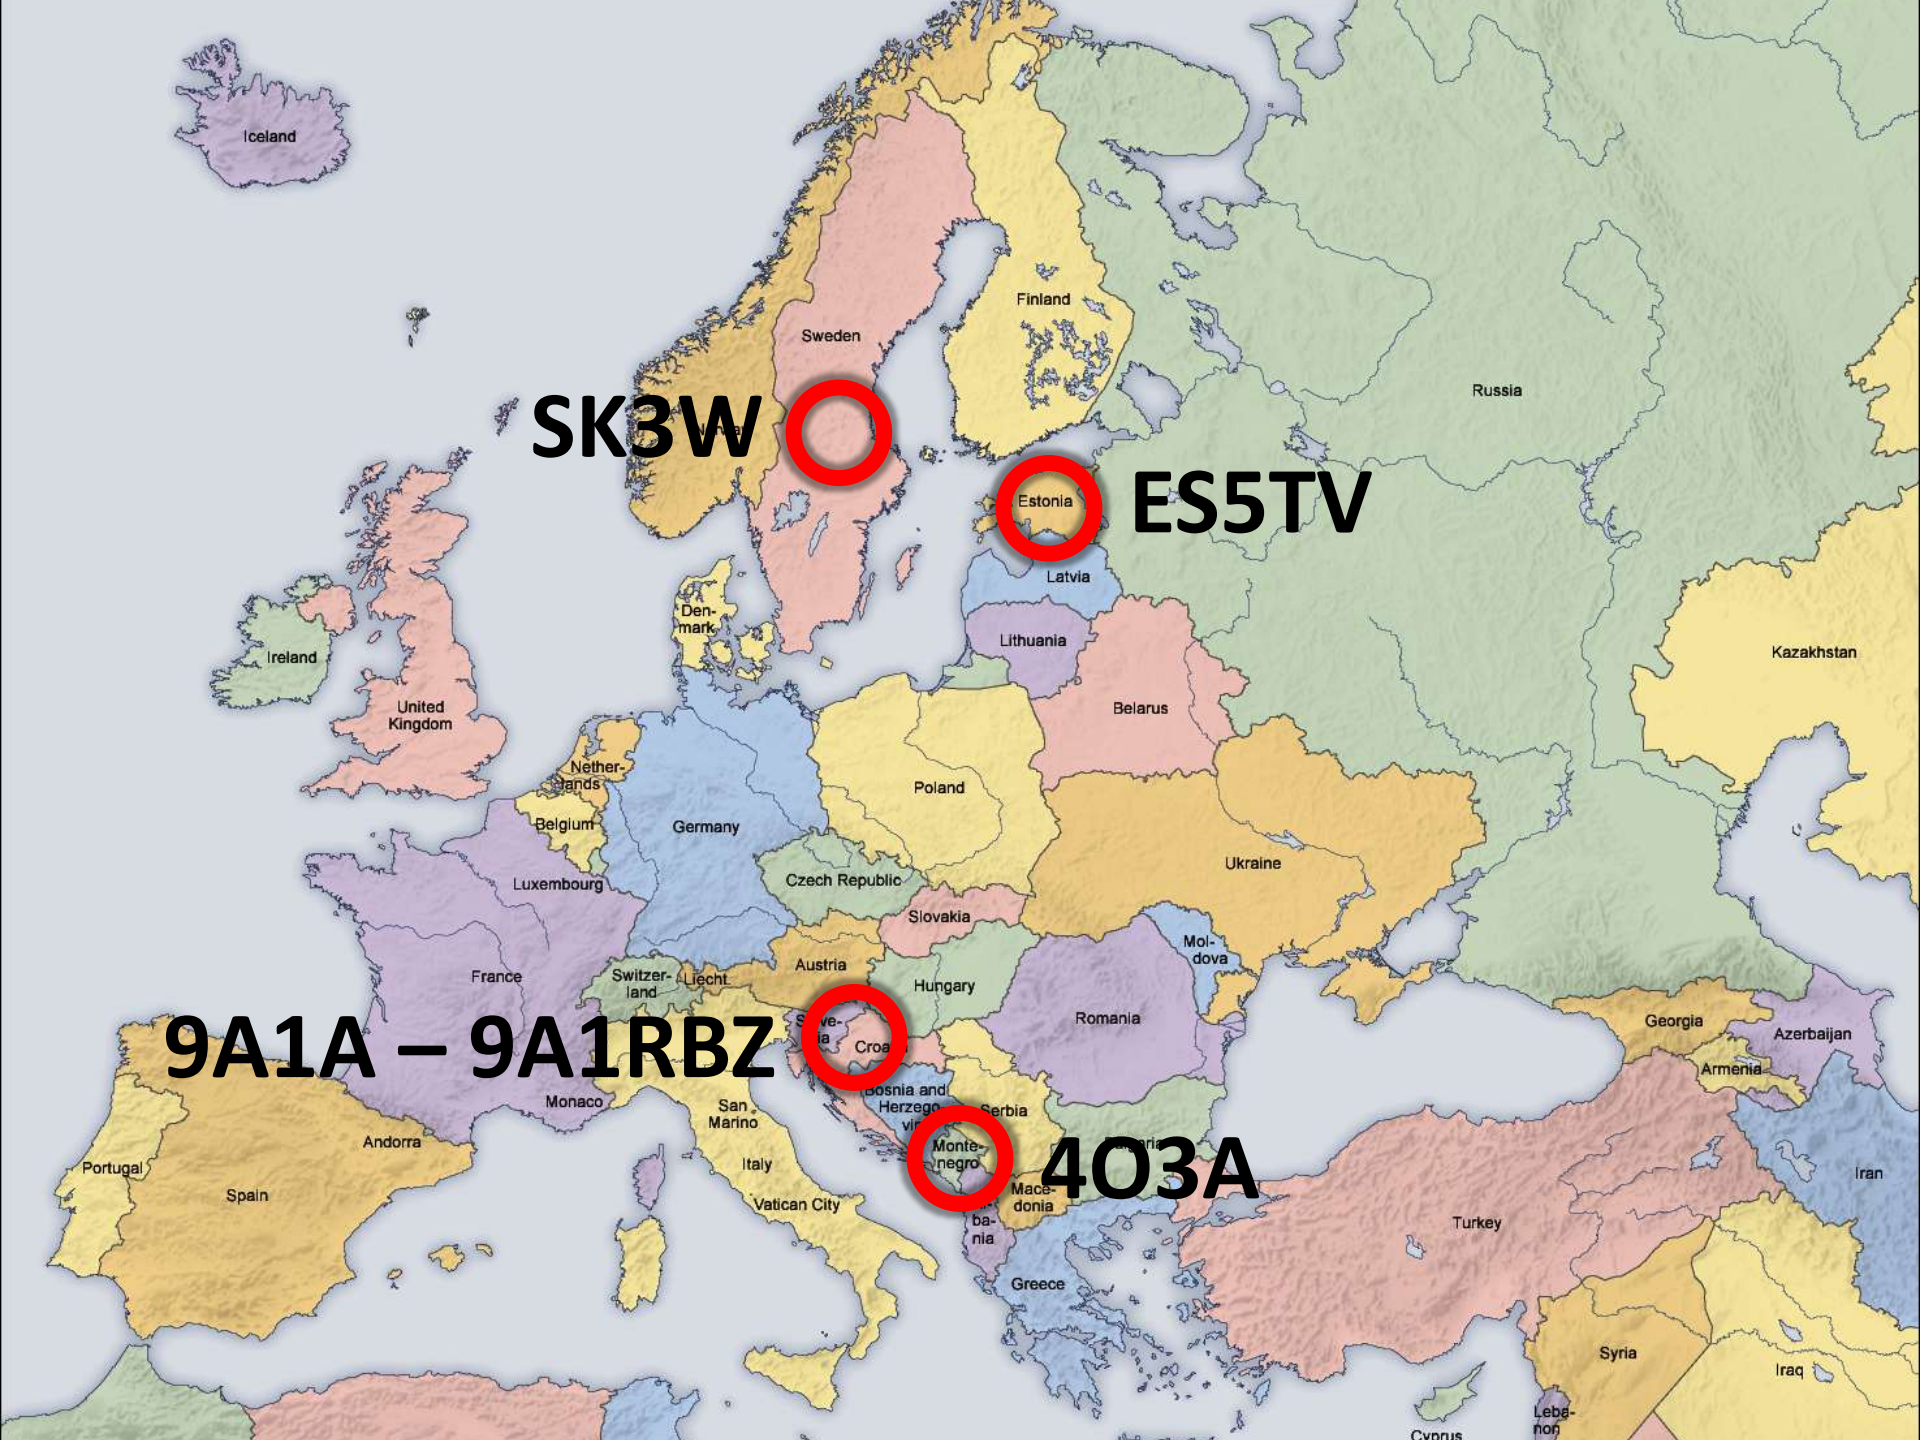 Iceland
Finland
Sweden
Russia
SK3W
Estonia
ES5TV
Latvia
Den-
mark
Lithuania
Ireland
Kazakhstan
United
Kingdom
Belarus
Nether-
lands
Poland
Belgium
Germany
Ukraine
Czech Republic
Luxembourg
Slovakia
Mol-
dova
Austria
France
Switzer-
land
Liecht.
Hungary
Romania
Georgia
Azerbaijan
9A1A – 9A1RBZ
Armenia
Monaco
Bosnia and
Herzego
San
Marino
Serbia
Andorra
Monte-
negro
4O3A
Italy
Portugal
Spain
Iran
Vatican City
Mace-
donia
ba-
nia
Turkey
Greece
Syria
Iraq
Leba-
non
Cyprus